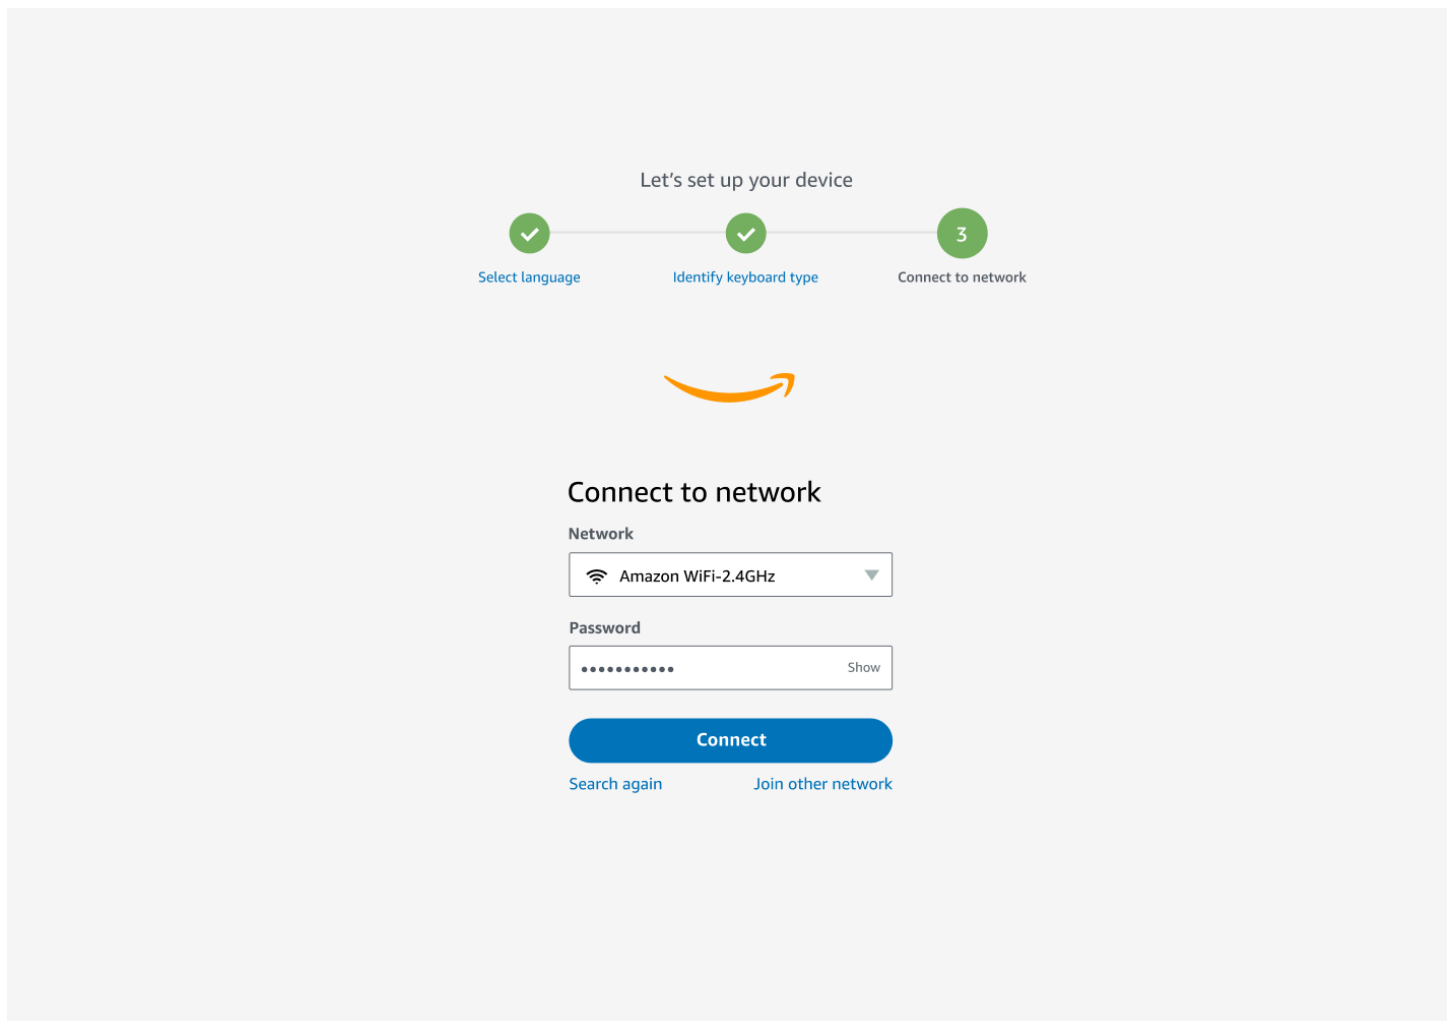 Let’s set up your device
3
Select language
Identify keyboard type
Connect to network
Connect to network
Network
Amazon WiFi-2.4GHz
Password
Show
Connect
Search again
Join other network